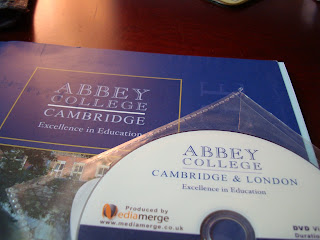 ABBEY
COLLEGE
CAMBRIDGE
Excellence in Education
ABBEY
COLLEGE
CAMBRIDGE & LONDON
Excellence in Education
Produced by
mediamerge
www.mediamerge.co.uk
DVD